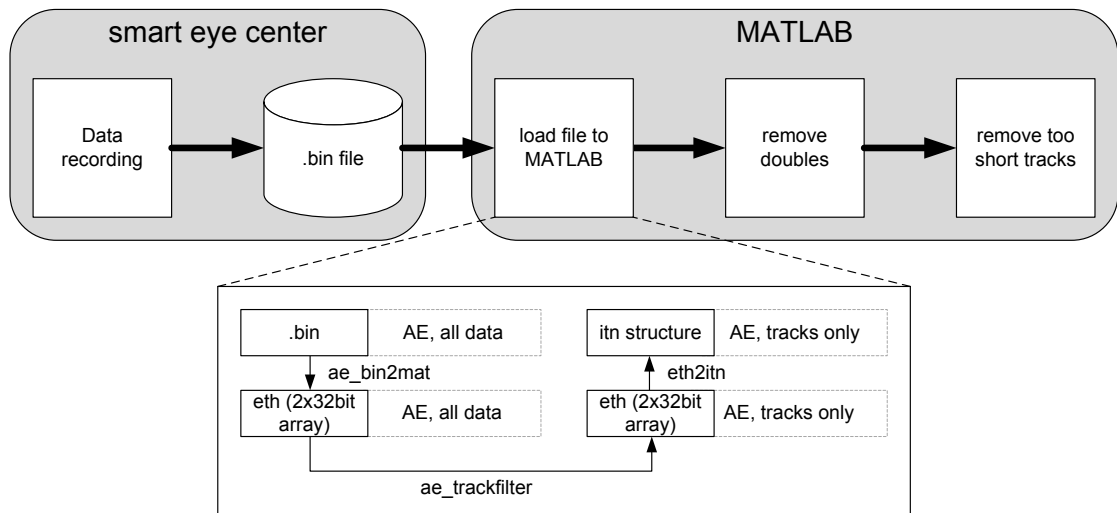 smart eye center
MATLAB
Data
recording
.bin file
load file to
MATLAB
remove
doubles
remove too
short tracks
.bin
AE, all data
itn structure
AE, tracks only
ae_bin2mat
eth2itn
eth (2x32bit
array)
AE, all data
eth (2x32bit
array)
AE, tracks only
ae_trackfilter